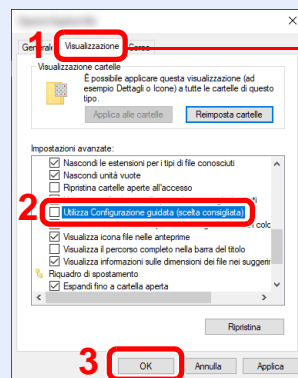 1
Generale Visualizzazione Cerca
Visualizzazione cartelle
È possibile applicare questa visualizzazione (ad
esempio Dettagli o Icone) a tutte le cartelle di questo
tipo.
Applica alle cartelle Reimposta cartelle
Impostazioni avanzate:
Nascondi le estensioni per i tipi di file conosciuti
Nascondi unità vuote
Ripristina cartelle aperte all'accesso
2
Utilizza Configurazione guidata (scelta consigliata)
Visualizza icona file nelle anteprime
Visualizza il percorso completo nella barra del titolo
Visualizza informazioni sulle dimensioni dei file nei suggerir
Riquadro di spostamento
Espandi fino a cartella aperta
Ripristina
3
OK Annulla Applica